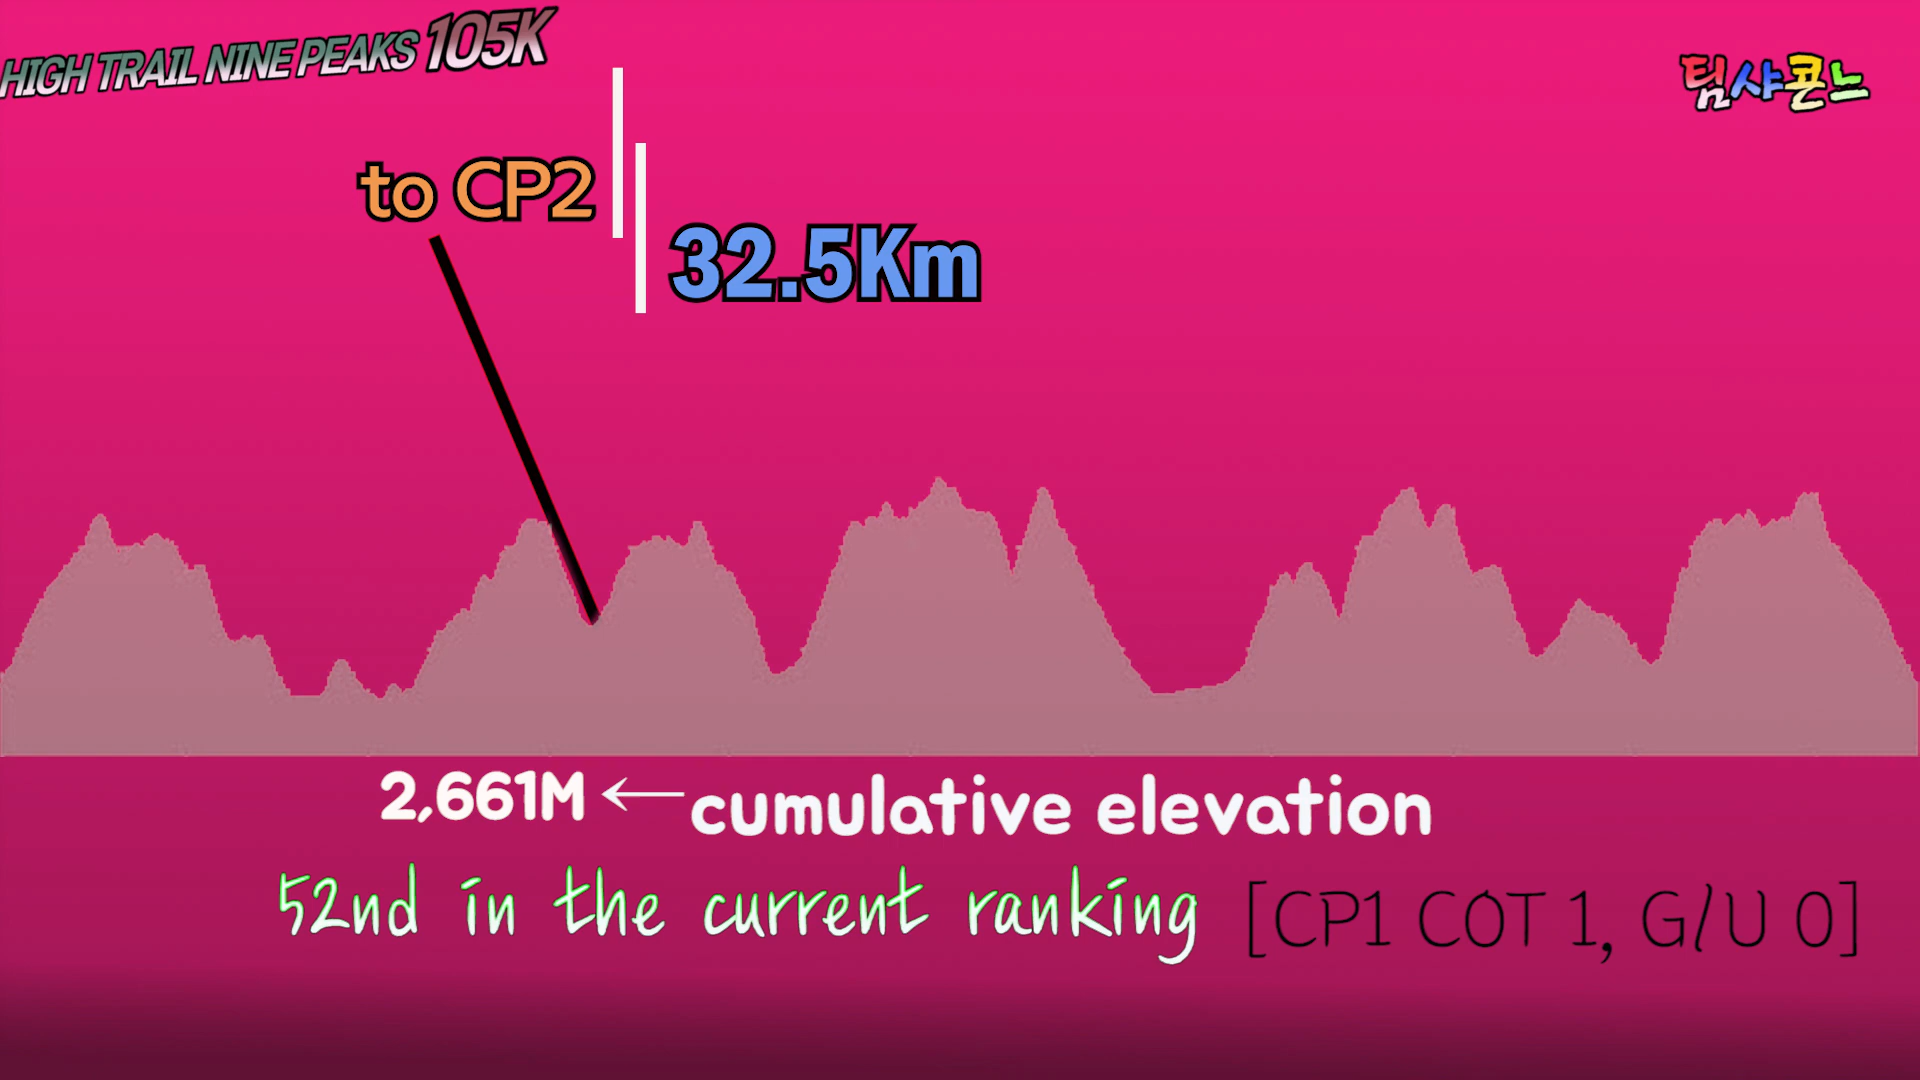 HIGH TRAIL NINE PEAKS 105K
팀샤콘느
to CP2
32.5Km
2,661M ← cumulative elevation
52nd in the current ranking [CP1 COT 1, G/U 0]